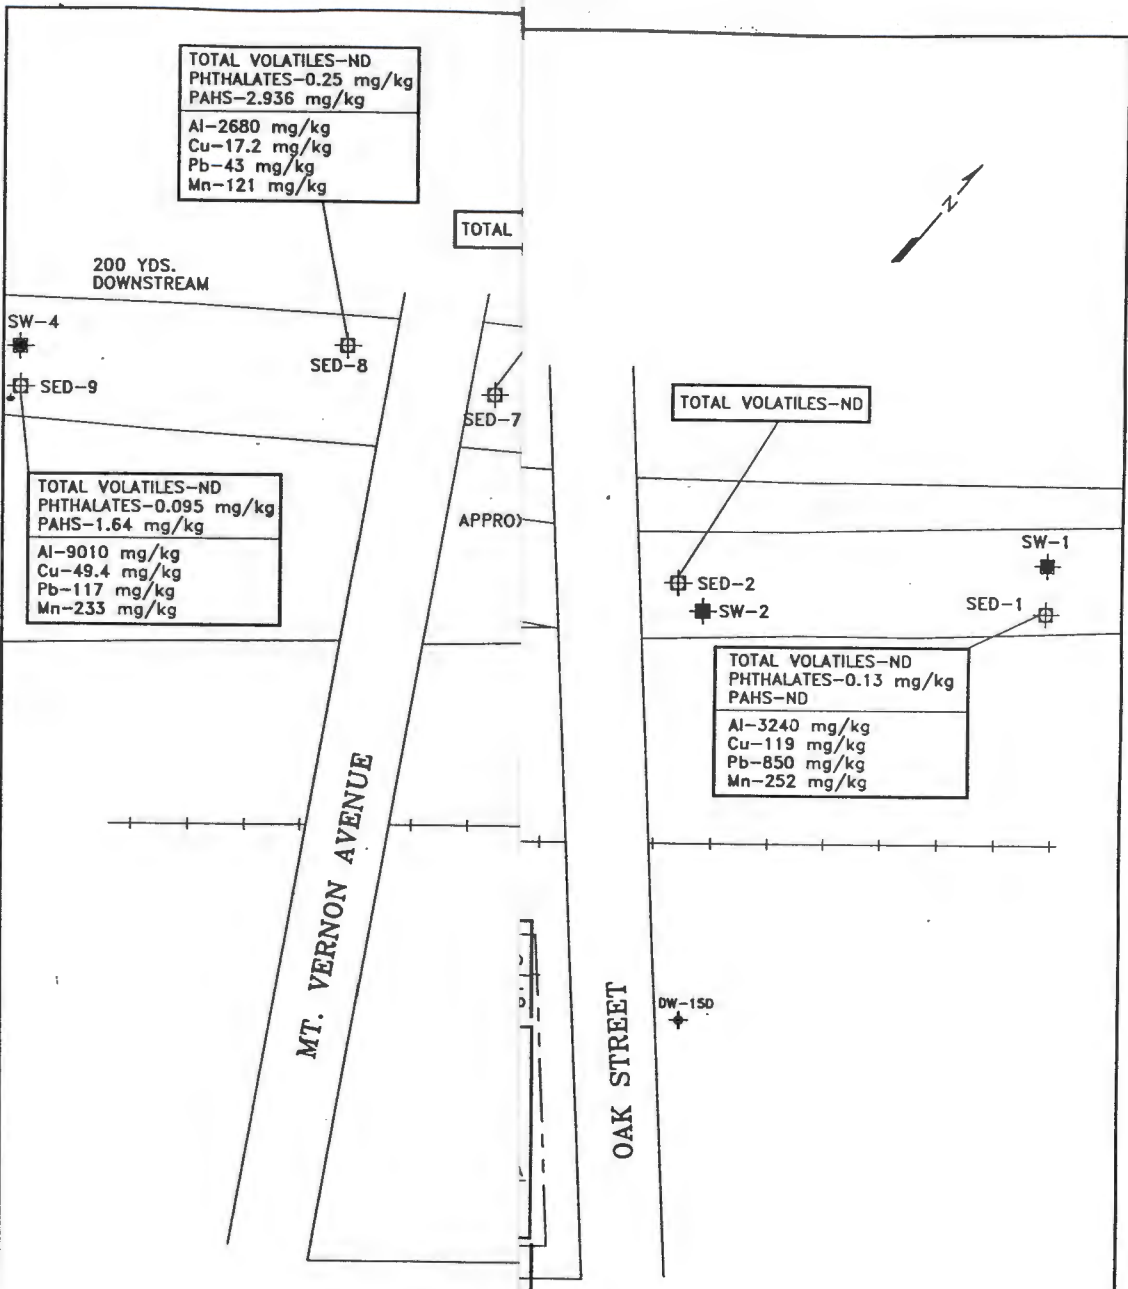 TOTAL VOLATILES-ND
PHTHALATES-0.25 mg/kg
PAHS-2.936 mg/kg
Al-2680 mg/kg
Cu-17.2 mg/kg
Pb-43 mg/kg
Mn-121 mg/kg
N
TOTAL
200 YDS.
DOWNSTREAM
SW-4
SED-8
SED-9
SED-7
TOTAL VOLATILES-ND
TOTAL VOLATILES-ND
PHTHALATES-0.095 mg/kg
PAHS-1.64 mg/kg
Al-9010 mg/kg
Cu-49.4 mg/kg
Pb-117 mg/kg
Mn-233 mg/kg
SW-1
SED-2
SW-2
SED-1
TOTAL VOLATILES-ND
PHTHALATES-0.13 mg/kg
PAHS-ND
Al-3240 mg/kg
Cu-119 mg/kg
Pb-850 mg/kg
Mn-252 mg/kg
MT. VERNON AVENUE
OAK STREET
DW-15D